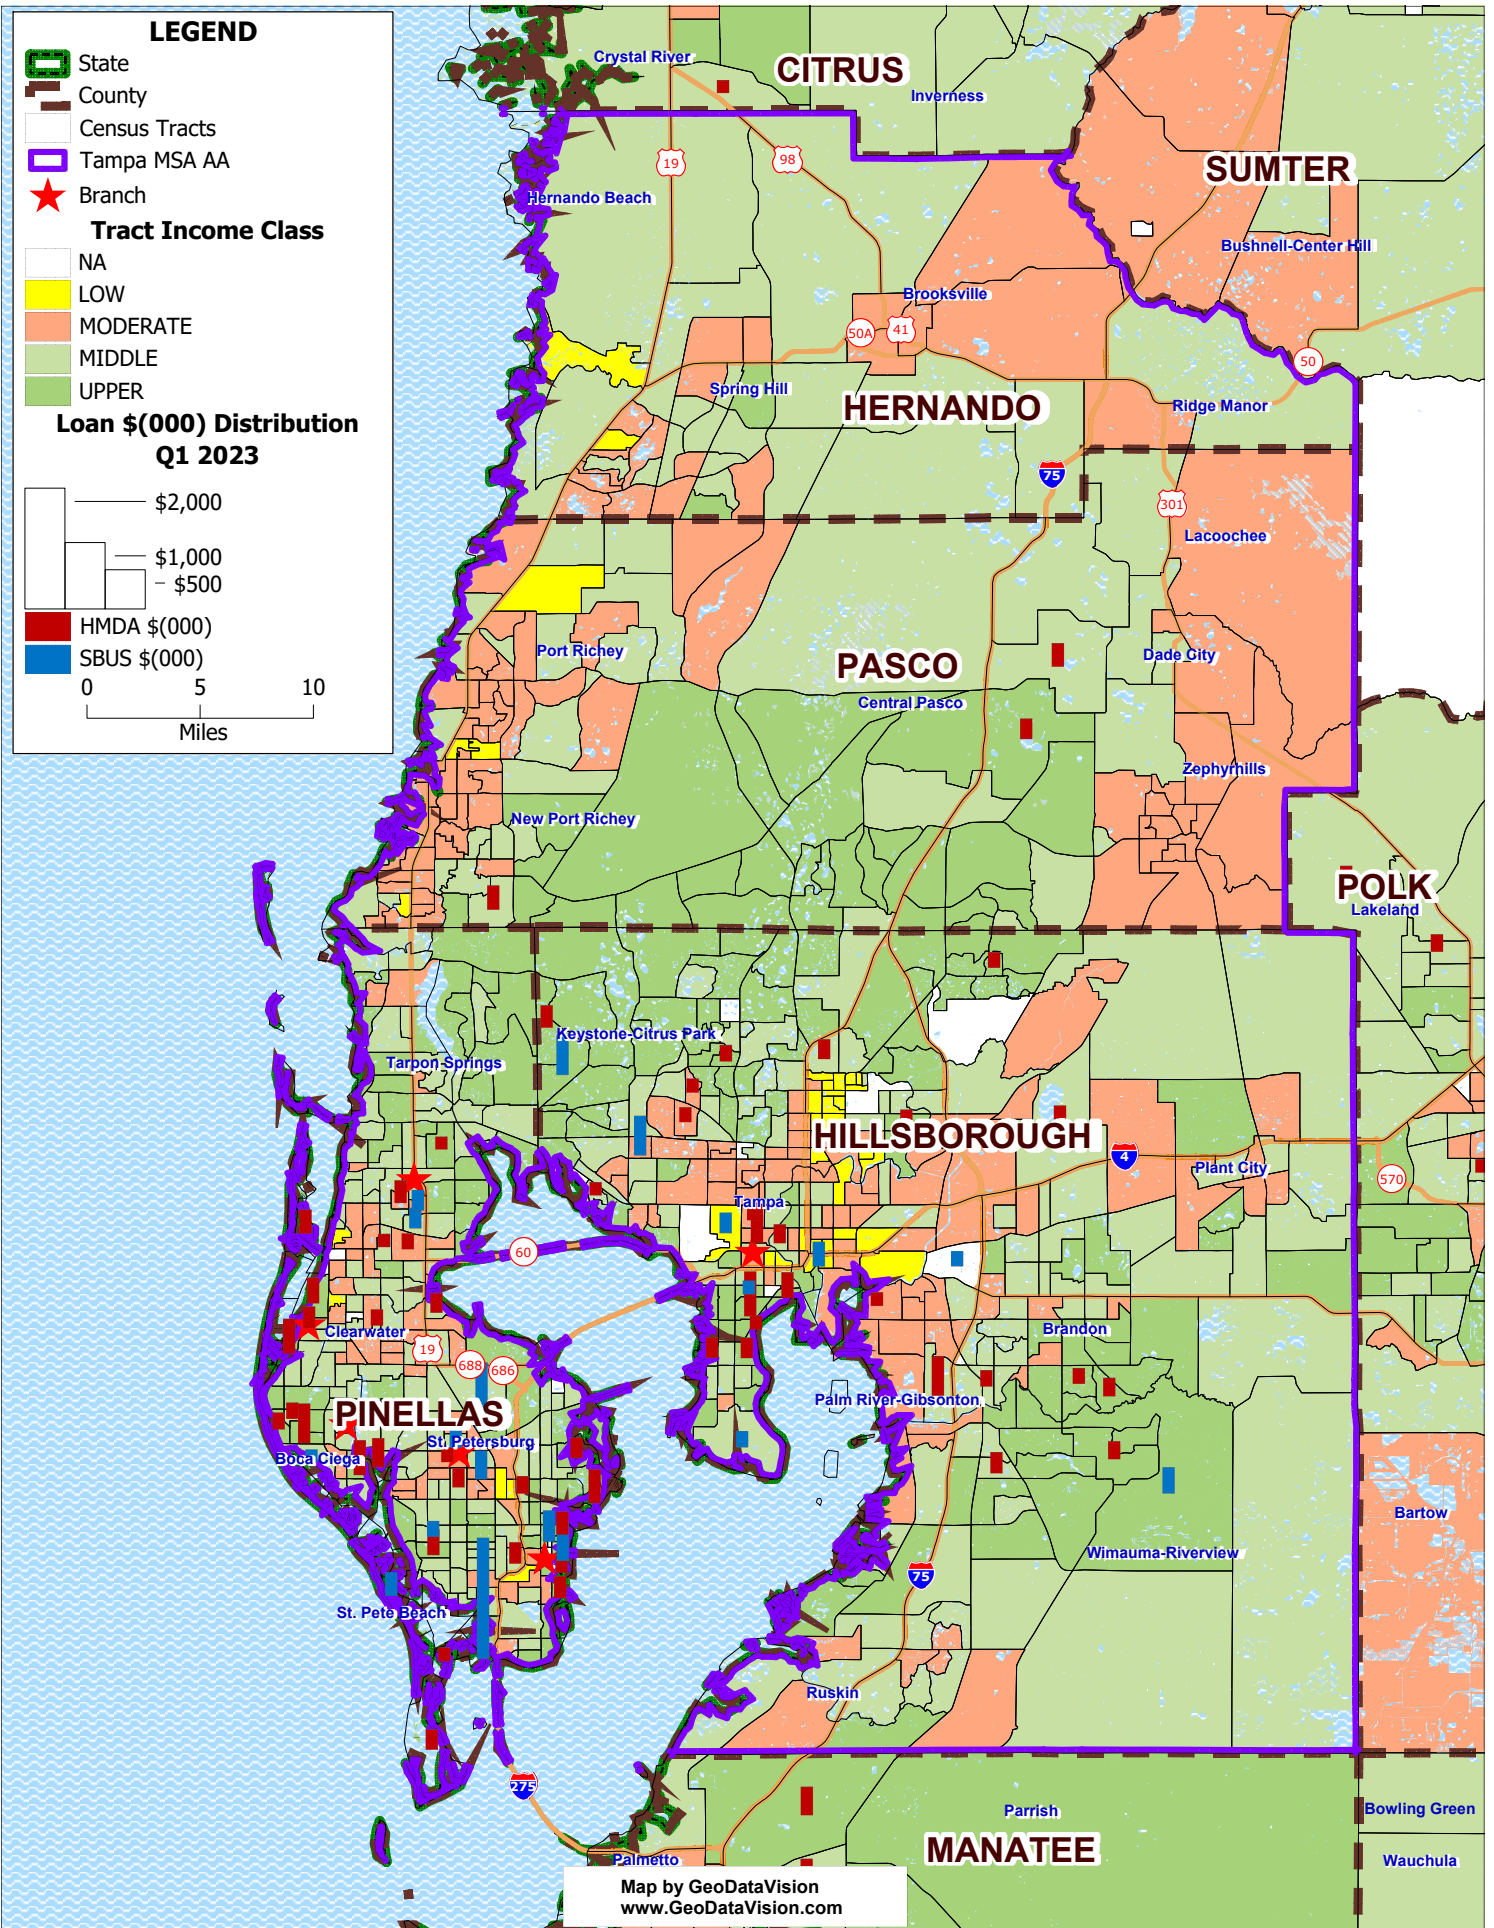 LEGEND
State
County
Census Tracts
Tampa MSA AA
Branch
Tract Income Class
NA
LOW
MODERATE
MIDDLE
UPPER
Loan $(000) Distribution
Q1 2023
$2,000
$1,000
$500
HMDA $(000)
SBUS $(000)
0 5 10
Miles
Crystal River
CITRUS
Inverness
19
98
SUMTER
Hernando Beach
Bushnell-Center Hill
Brooksville
50A
41
50
Spring Hill
HERNANDO
Ridge Manor
75
301
Lacoochee
Port Richey
PASCO
Dade City
Central Pasco
Zephyrhills
New Port Richey
POLK
Lakeland
Keystone-Citrus Park
Tarpon Springs
HILLSBOROUGH
4
Plant City
570
Tampa
60
Clearwater
19
688
686
Brandon
PINELLAS
Palm River-Gibsonton
St. Petersburg
Boca Ciega
Bartow
Wimauma-Riverview
75
St. Pete Beach
Ruskin
275
Parrish
Bowling Green
MANATEE
Palmetto
Wauchula
Map by GeoDataVision
www.GeoDataVision.com